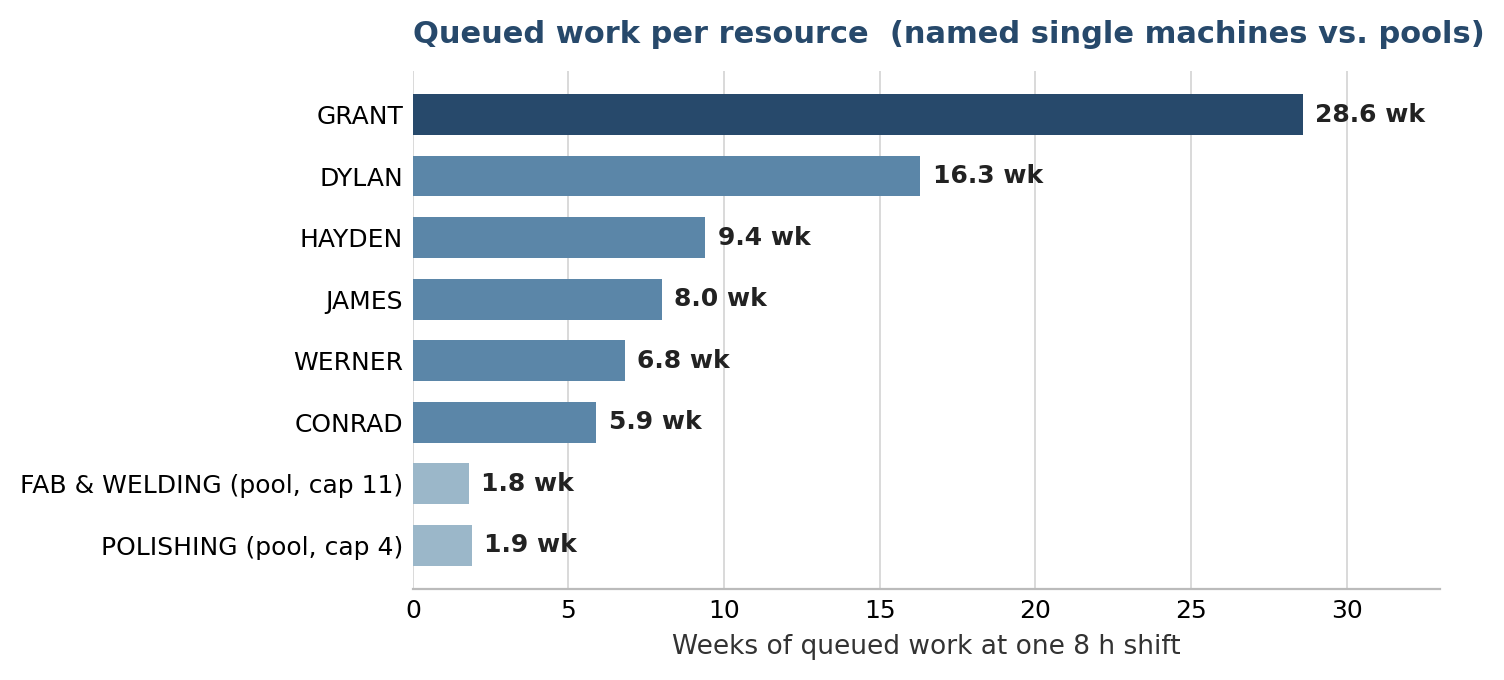 Queued work per resource  (named single machines vs. pools)
GRANT 28.6 wk
DYLAN 16.3 wk
HAYDEN 9.4 wk
JAMES 8.0 wk
WERNER 6.8 wk
CONRAD 5.9 wk
FAB & WELDING (pool, cap 11) 1.8 wk
POLISHING (pool, cap 4) 1.9 wk
0 5 10 15 20 25 30
Weeks of queued work at one 8 h shift